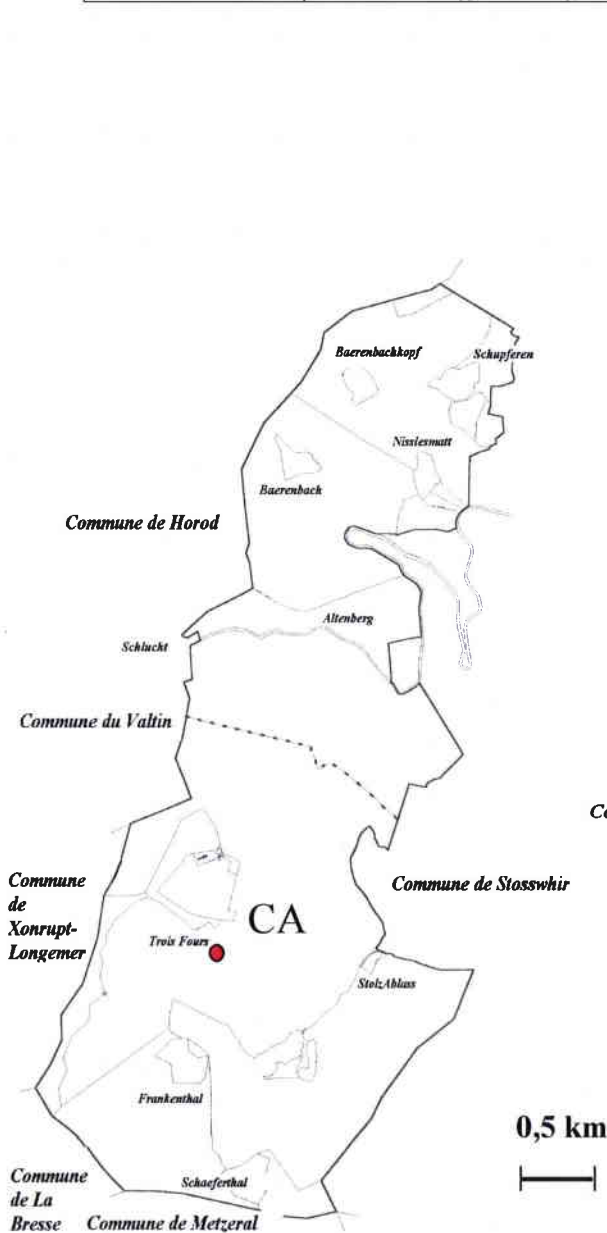 Baerenbachkopf
Schupferen
Nisslesmatt
Baerenbach
Commune de Horod
Altenberg
Schlucht
Commune du Valtin
Commune
de
Xonrupt-
Longemer
CA
Commune de Stosswhir
Trois Fours
StolzAblass
Frankenthal
0,5 km
Schaeferthal
Commune
de La
Bresse
Commune de Metzeral